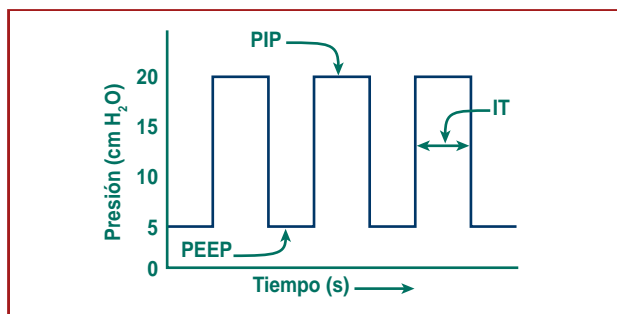 PIP
20
IT
15
10
5
PEEP
0
Presión (cm H₂O)
Tiempo (s)